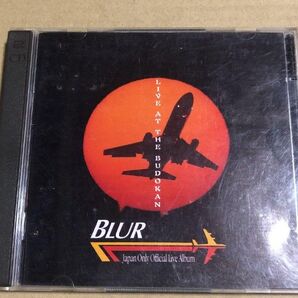 LIVE AT THE BUDOKAN
BLUR
Japan Only Official Live Album